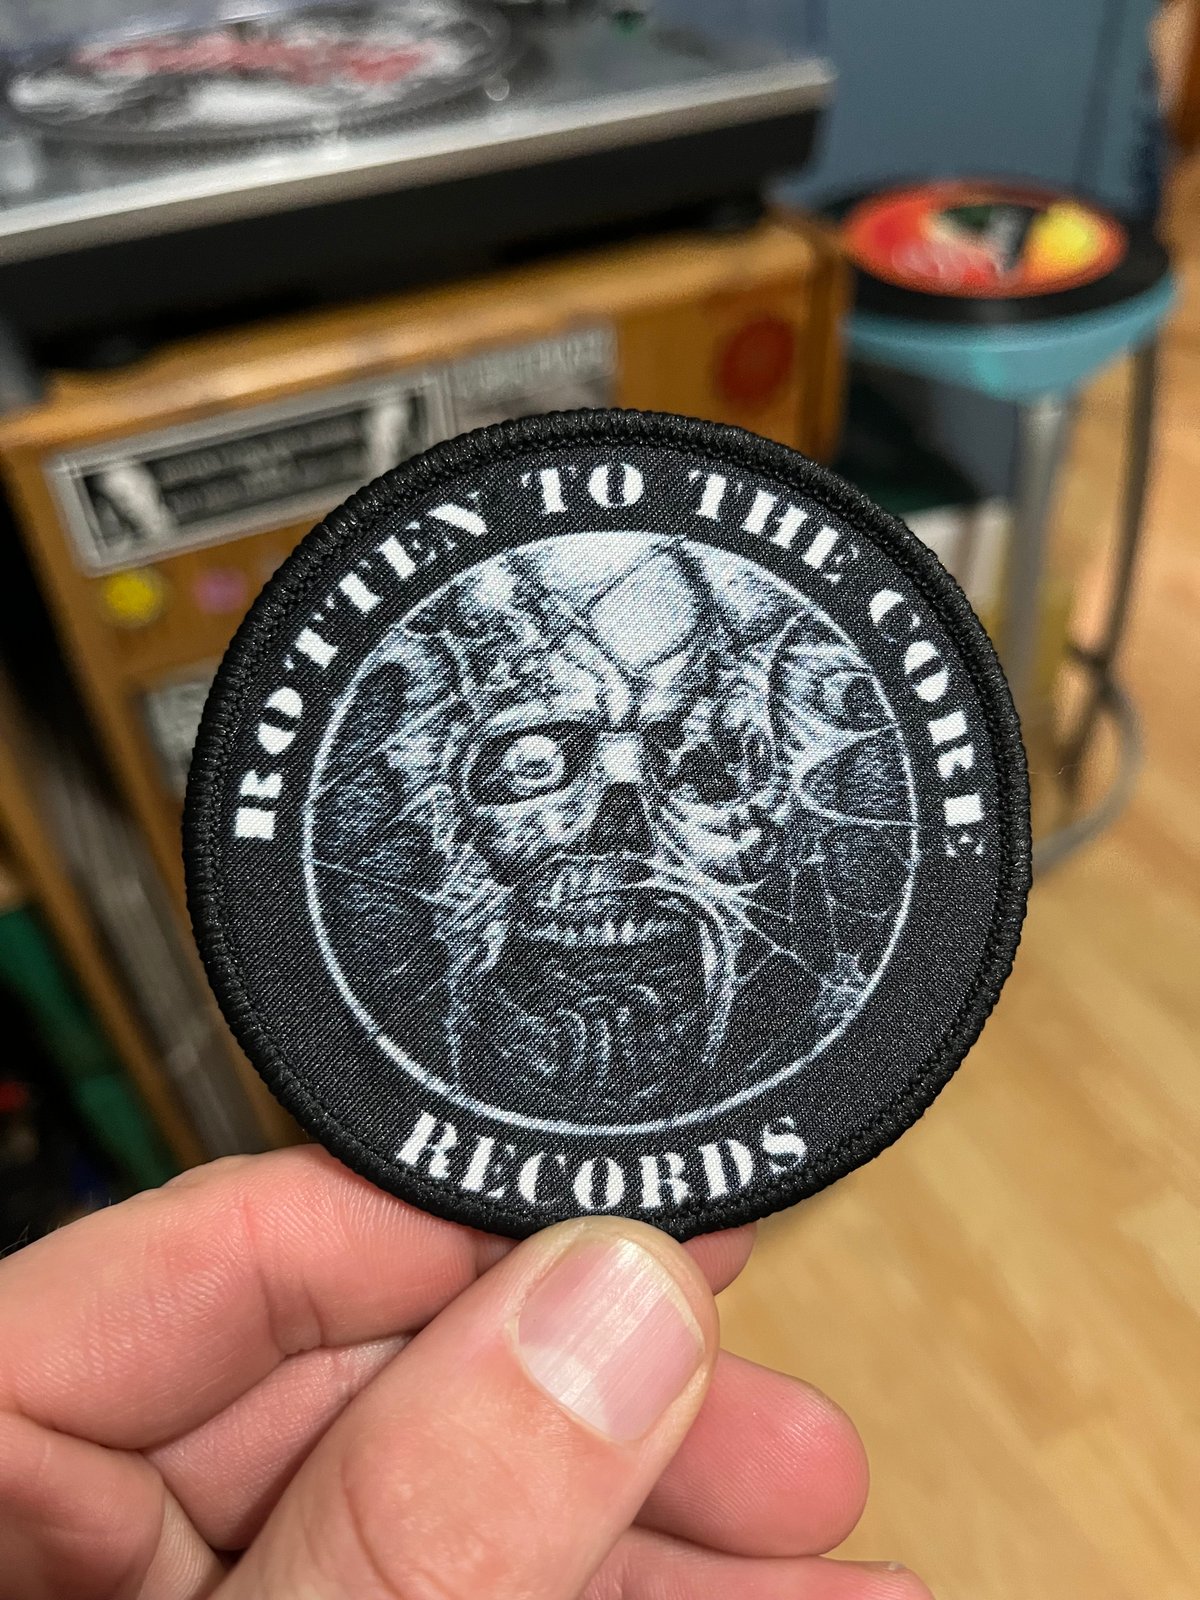 ROTTEN TO THE CORE
RECORDS